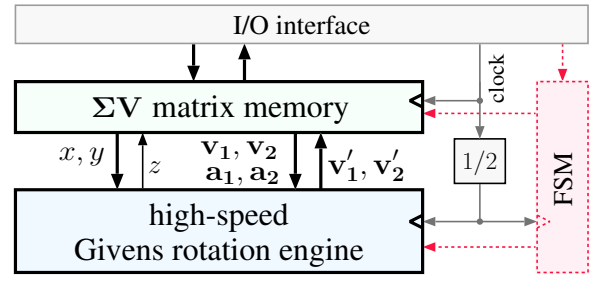 I/O interface
clock
ΣV matrix memory
x, y
z
v₁, v₂
a₁, a₂
v′₁, v′₂
1/2
FSM
high-speed
Givens rotation engine